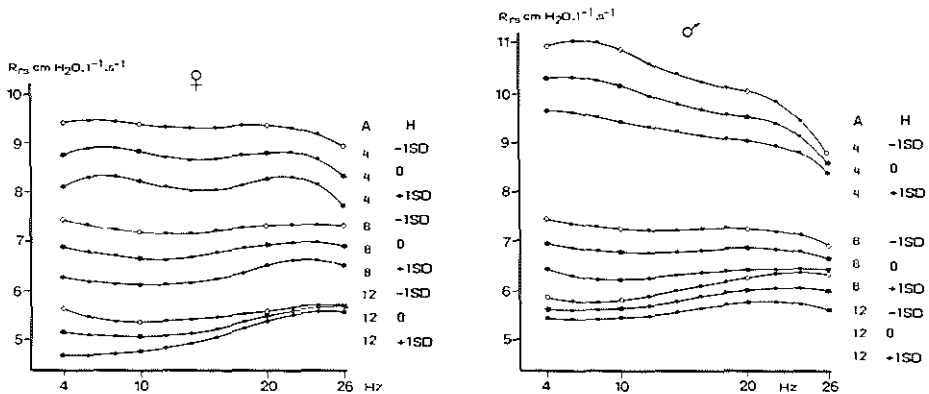 Rrs cm H2O.1⁻¹.s⁻¹
♀
10
9
8
7
6
5
4 10 20 26 Hz
A H
4 -1SD
4 0
4 +1SD
8 -1SD
8 0
8 +1SD
12 -1SD
12 0
12 +1SD
Rrs cm H2O.1⁻¹.s⁻¹
♂
11
10
9
8
7
6
5
4 10 20 26 Hz
A H
4 -1SD
4 0
4 +1SD
8 -1SD
8 0
8 +1SD
12 -1SD
12 0
12 +1SD